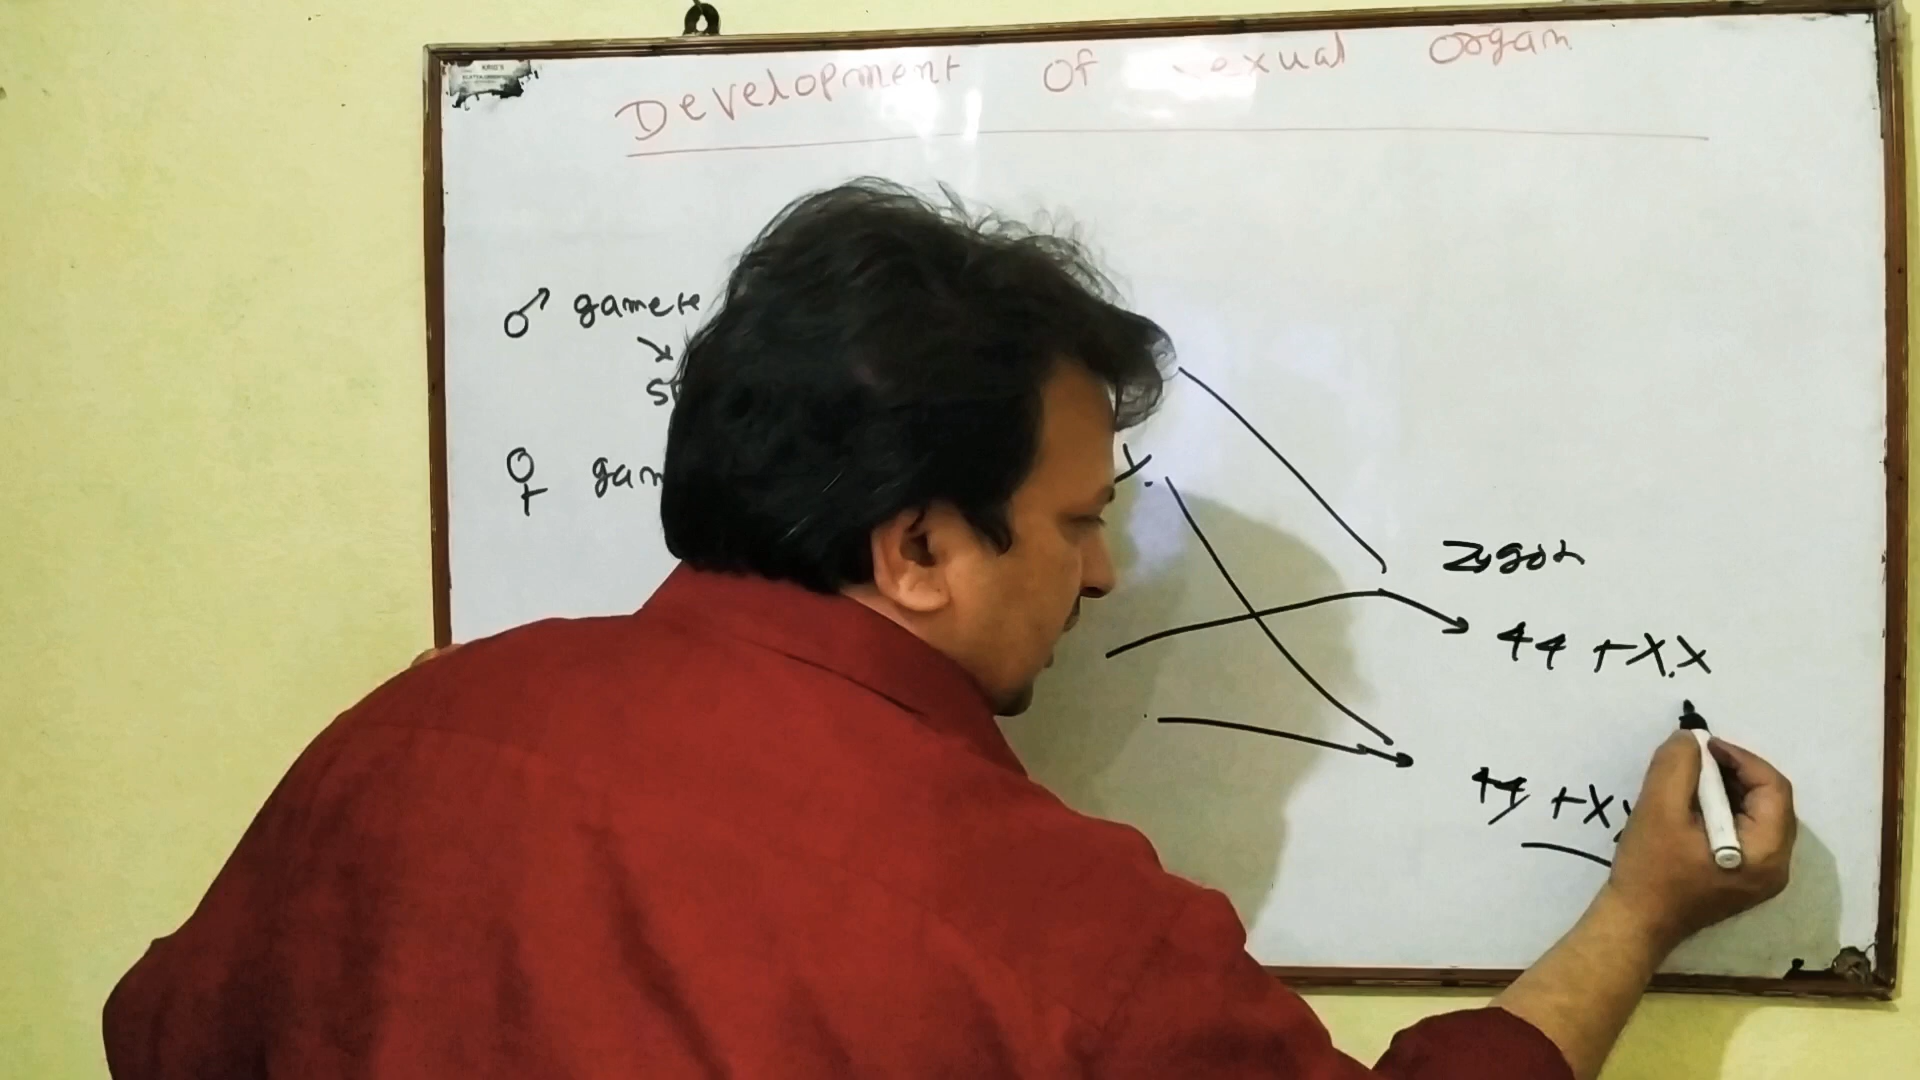 Development of sexual organ
♂ gamete
♀ gam
Y.
Zygote
44 + X.X
44 + XY